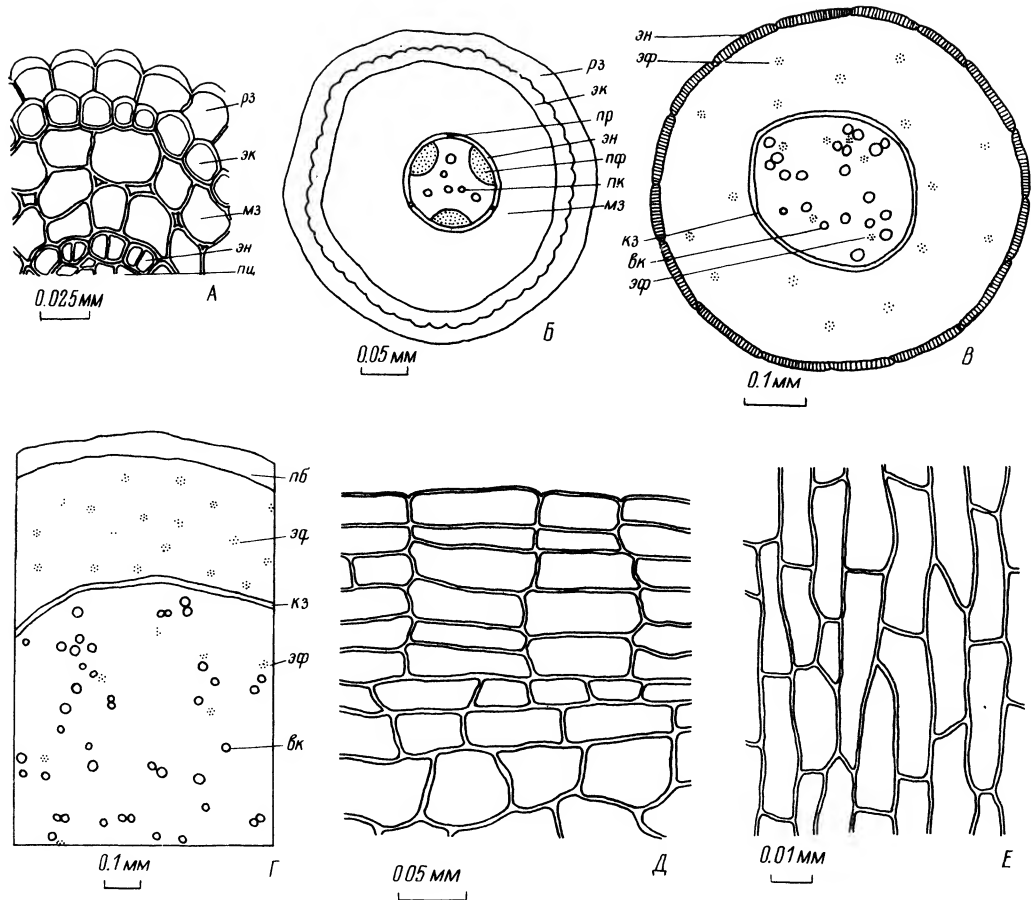 рз
эк
мз
эн
пц
А
0.025 мм
рз
эк
пр
эн
пф
пк
мз
Б
0.05 мм
эн
эф
кз
вк
эф
В
0.1 мм
пб
эф
кз
эф
вк
Г
0.1 мм
Д
005 мм
Е
0.01 мм